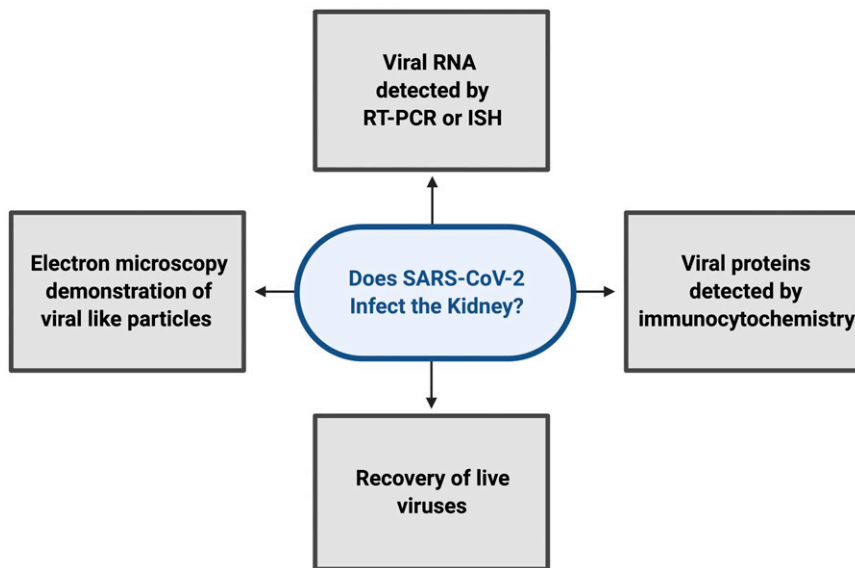 Viral RNA
detected by
RT-PCR or ISH
Electron microscopy
demonstration of
viral like particles
Does SARS-CoV-2
Infect the Kidney?
Viral proteins
detected by
immunocytochemistry
Recovery of live
viruses